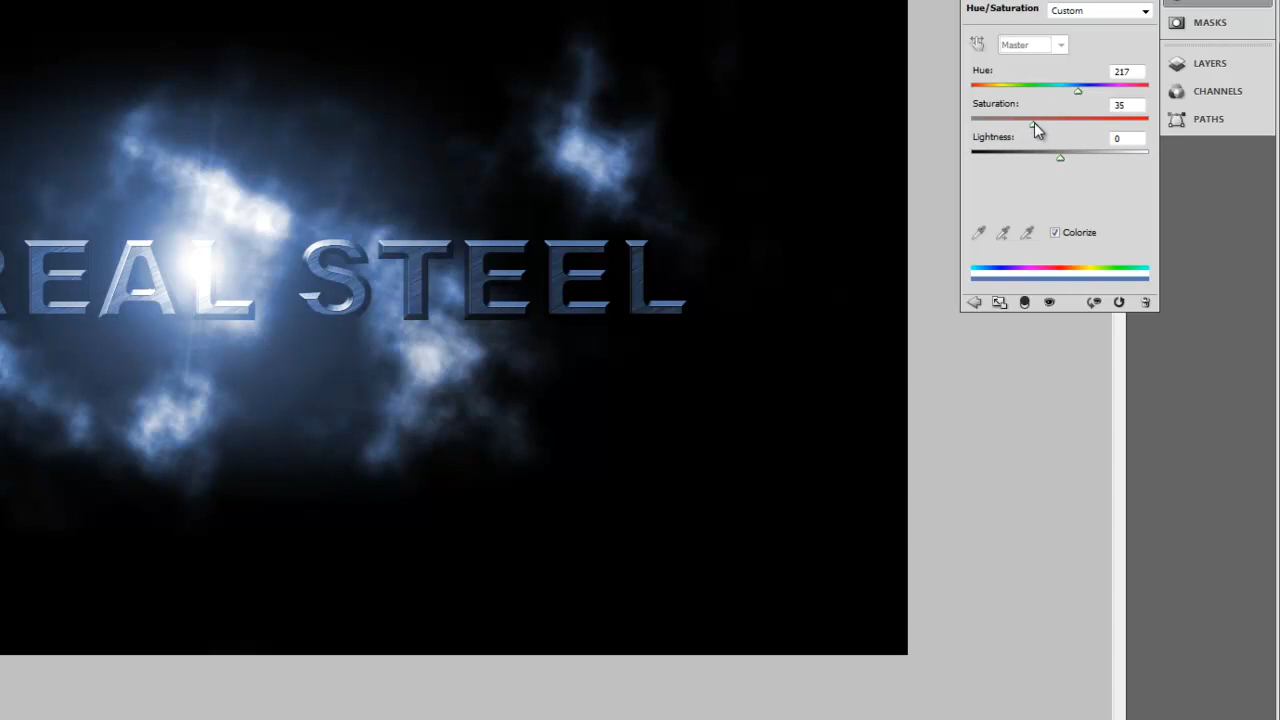 Hue/Saturation
Custom
MASKS
Master
LAYERS
Hue:
217
CHANNELS
Saturation:
35
PATHS
Lightness:
0
Colorize
REAL STEEL